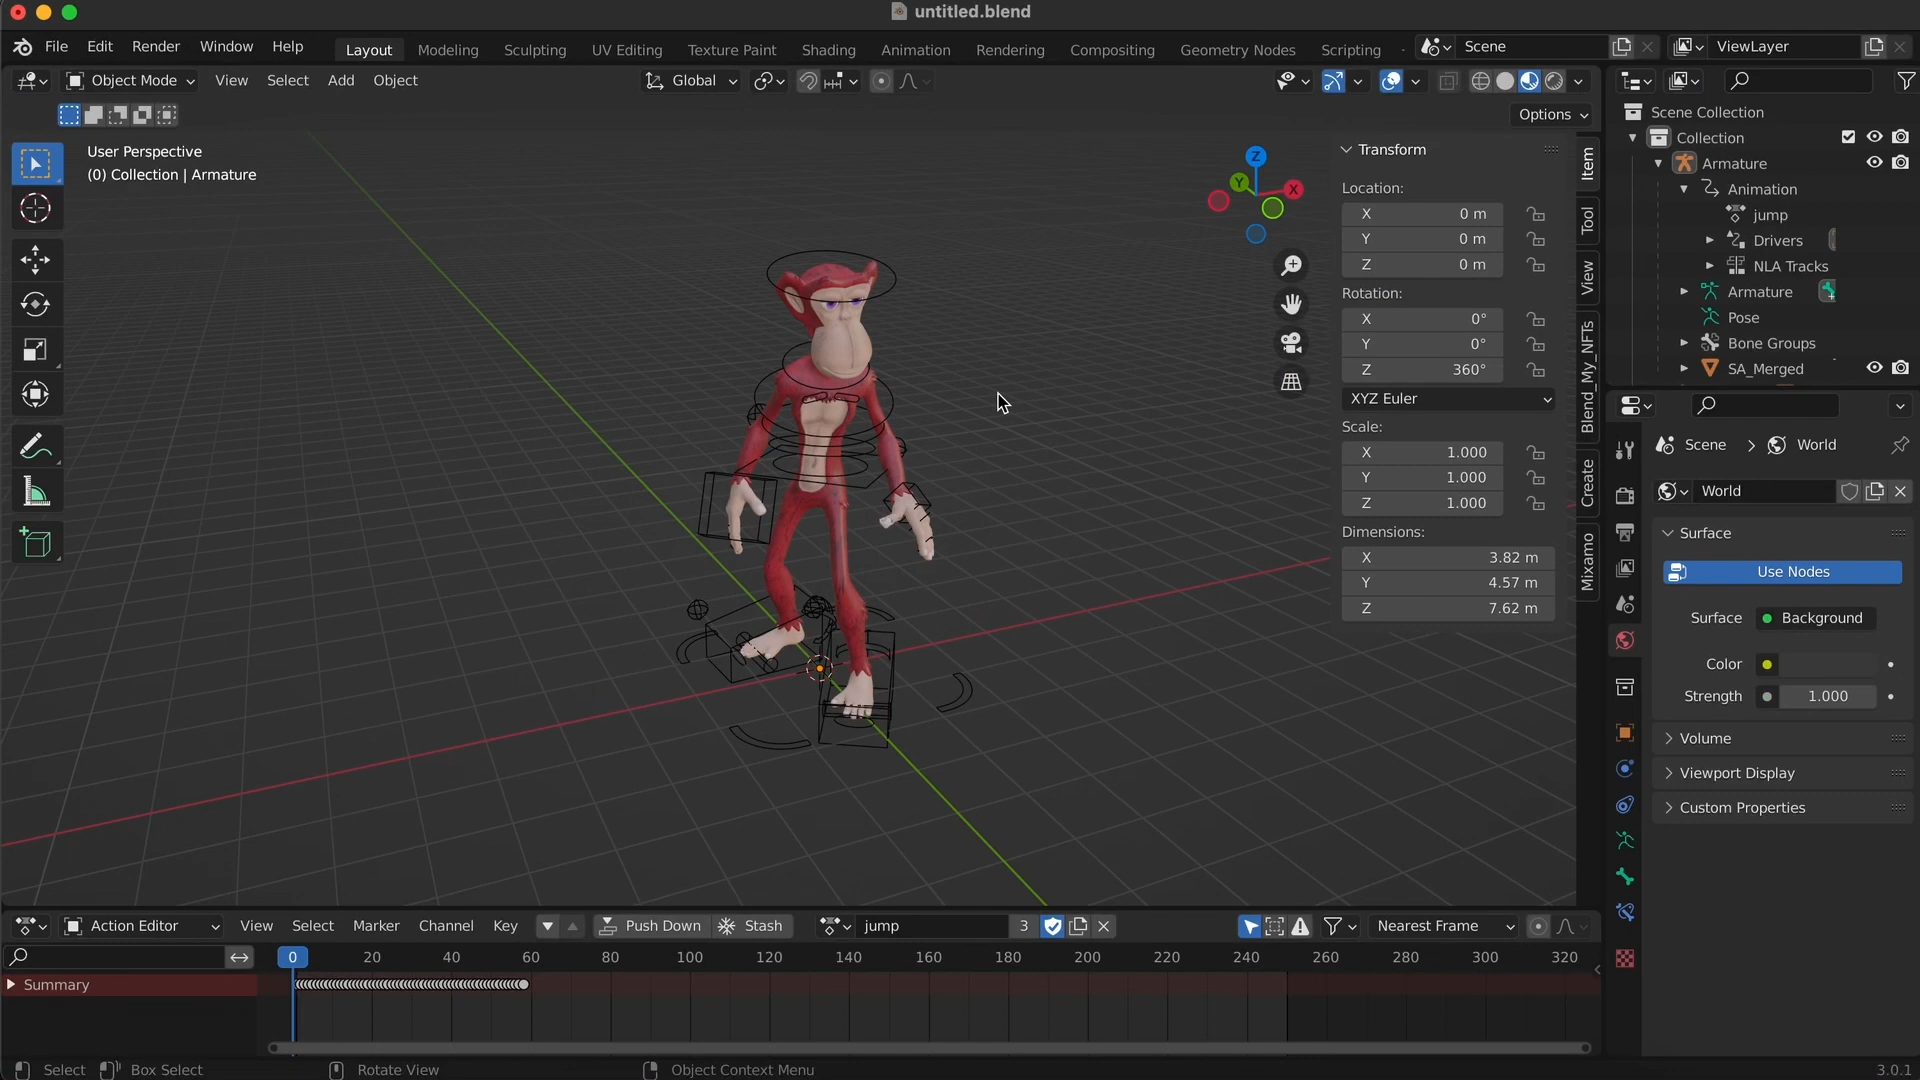 untitled.blend
File Edit Render Window Help Layout Modeling Sculpting UV Editing Texture Paint Shading Animation Rendering Compositing Geometry Nodes Scripting Scene ViewLayer
Object Mode View Select Add Object Global
Options
User Perspective
(0) Collection | Armature
Z
Y
X
Transform
Location:
X 0 m
Y 0 m
Z 0 m
Rotation:
X 0°
Y 0°
Z 360°
XYZ Euler
Scale:
X 1.000
Y 1.000
Z 1.000
Dimensions:
X 3.82 m
Y 4.57 m
Z 7.62 m
Item
Tool
View
Blend_My_NFTs
Create
Mixamo
Scene Collection
Collection
Armature
Animation
jump
Drivers
NLA Tracks
Armature
Pose
Bone Groups
SA_Merged
Scene World
World
Surface
Use Nodes
Surface Background
Color
Strength 1.000
Volume
Viewport Display
Custom Properties
Action Editor View Select Marker Channel Key Push Down Stash jump 3 Nearest Frame
0 20 40 60 80 100 120 140 160 180 200 220 240 260 280 300 320
Summary
Select Box Select Rotate View Object Context Menu 3.0.1